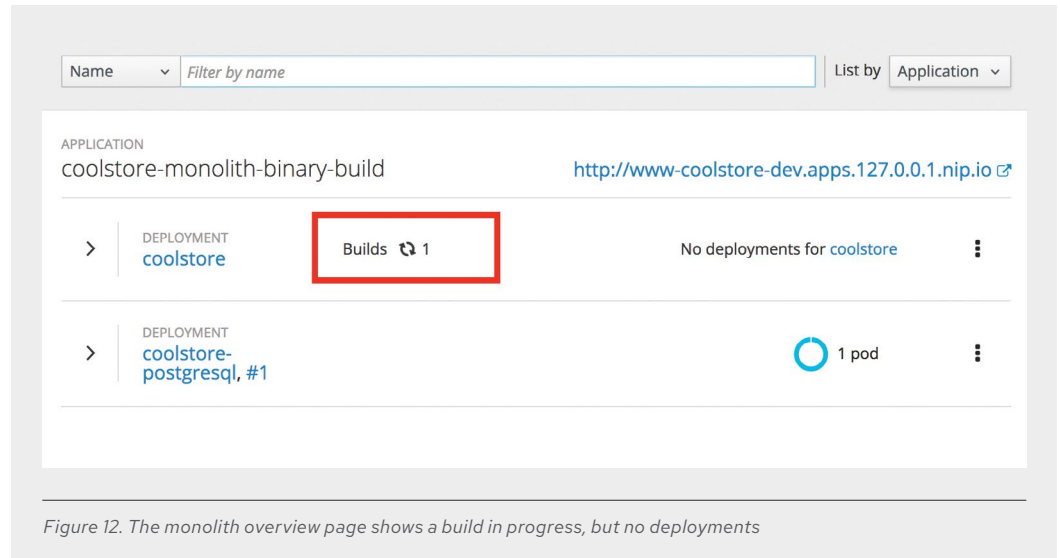 Name Filter by name List by Application
APPLICATION
coolstore-monolith-binary-build http://www-coolstore-dev.apps.127.0.0.1.nip.io
DEPLOYMENT
coolstore Builds 1 No deployments for coolstore
DEPLOYMENT
coolstore-
postgresql, #1 1 pod
Figure 12. The monolith overview page shows a build in progress, but no deployments